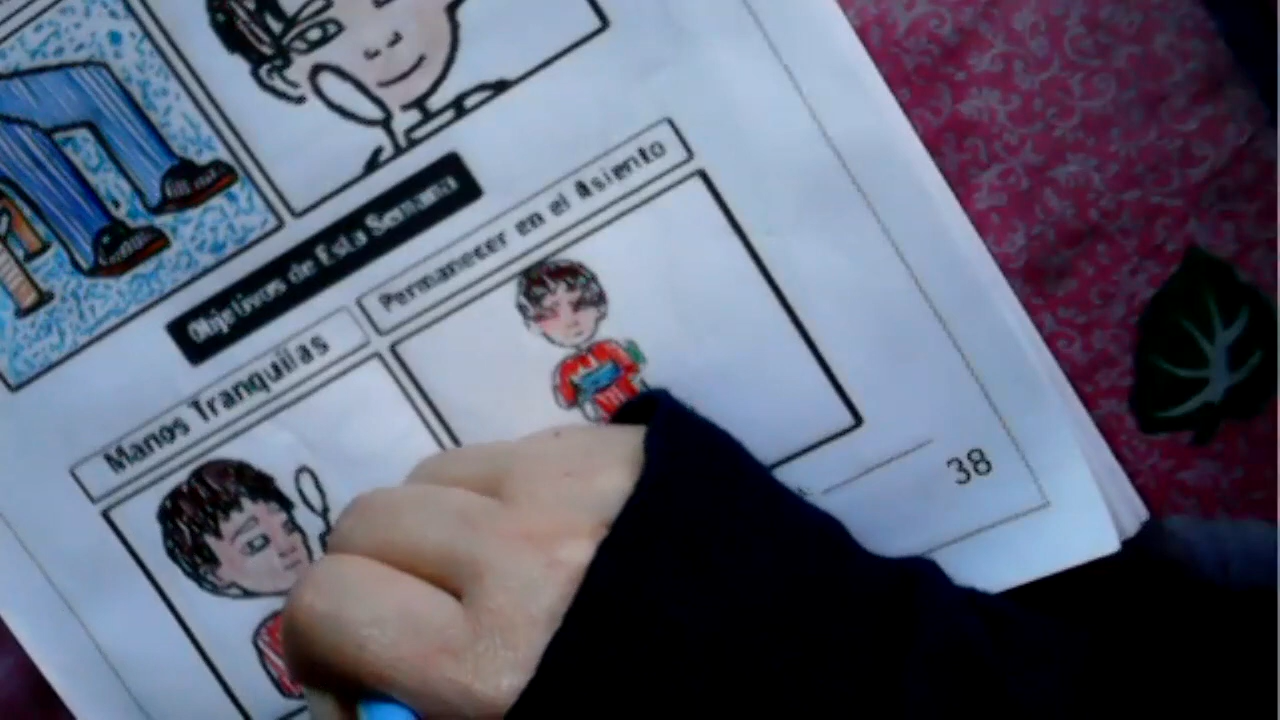 Objetivos de Esta Semana
Manos Tranquilas
Permanecer en el Asiento
38